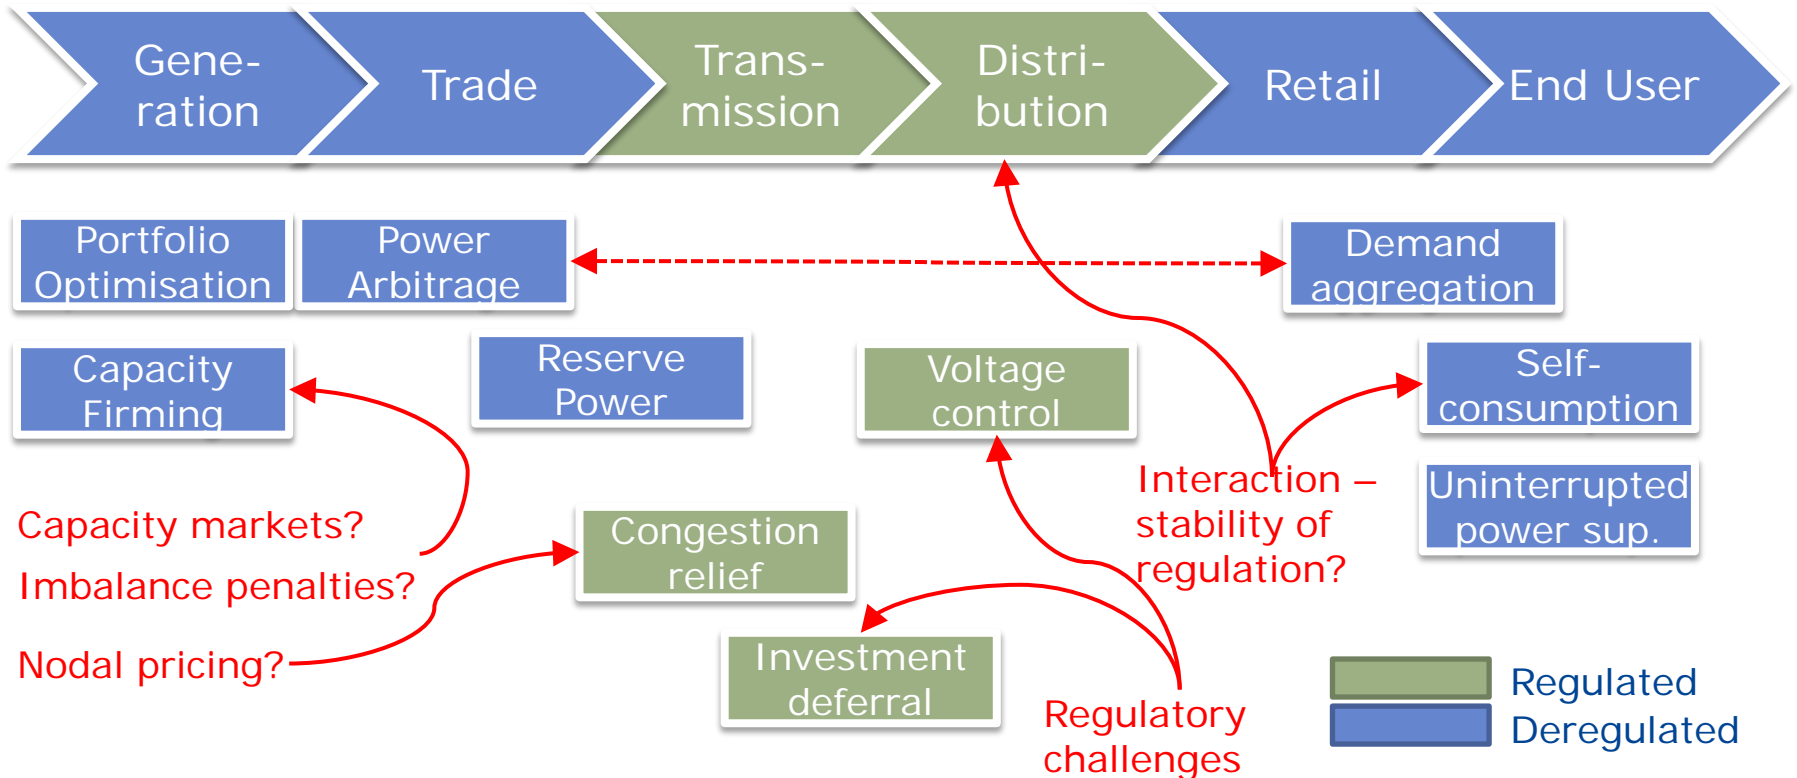 Gene-
ration
Trade
Trans-
mission
Distri-
bution
Retail
End User
Portfolio
Optimisation
Power
Arbitrage
Demand
aggregation
Capacity
Firming
Reserve
Power
Voltage
control
Self-
consumption
Uninterrupted
power sup.
Interaction –
stability of
regulation?
Capacity markets?
Imbalance penalties?
Nodal pricing?
Congestion
relief
Investment
deferral
Regulatory
challenges
Regulated
Deregulated